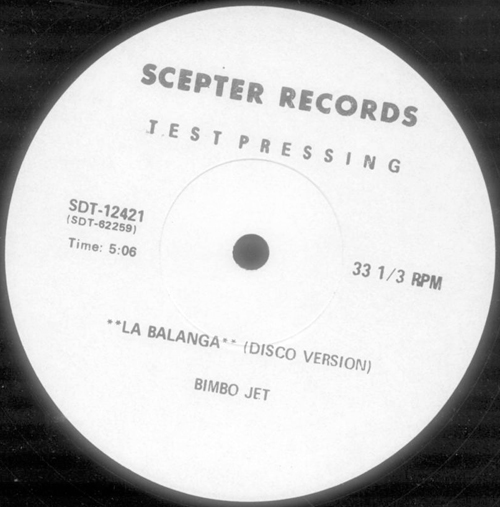 SCEPTER RECORDS
TEST PRESSING
SDT-12421
(SDT-62259)
Time: 5:06
33 1/3 RPM
**LA BALANGA** (DISCO VERSION)
BIMBO JET